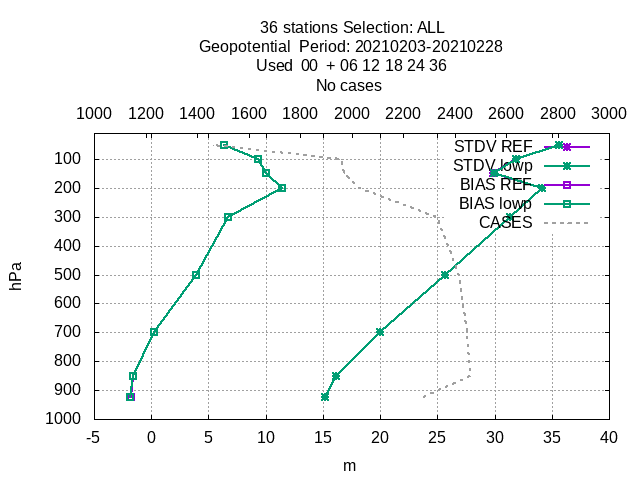 36 stations Selection: ALL
Geopotential  Period: 20210203-20210228
Used  00  + 06 12 18 24 36
No cases
1000 1200 1400 1600 1800 2000 2200 2400 2600 2800 3000
STDV REF
STDV lowp
BIAS REF
BIAS lowp
CASES
100
200
300
400
500
600
700
800
900
1000
hPa
-5 0 5 10 15 20 25 30 35 40
m